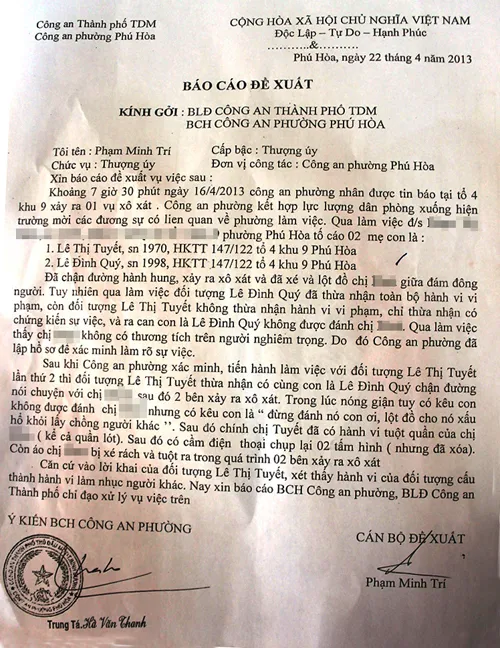 Công an Thành phố TDM
Công an phường Phú Hòa
CỘNG HÒA XÃ HỘI CHỦ NGHĨA VIỆT NAM
Độc Lập – Tự Do – Hạnh Phúc
............&...........
Phú Hòa, ngày 22 tháng 4 năm 2013
BÁO CÁO ĐỀ XUẤT
KÍNH GỞI : BLĐ CÔNG AN THÀNH PHỐ TDM
BCH CÔNG AN PHƯỜNG PHÚ HÒA
Tôi tên : Phạm Minh Trí Cấp bậc : Thượng úy
Chức vụ : Thượng úy Đơn vị công tác : Công an phường Phú Hòa
Xin báo cáo đề xuất vụ việc sau :
Khoảng 7 giờ 30 phút ngày 16/4/2013 công an phường nhân được tin báo tại tổ 4
khu 9 xảy ra 01 vụ xô xát . Công an phường kết hợp lực lượng dân phòng xuống hiện
trường mời các đương sự có lien quan về phường làm việc. Qua làm việc đ/s
phường Phú Hòa tố cáo 02 mẹ con là :
1. Lê Thị Tuyết, sn 1970, HKTT 147/122 tổ 4 khu 9 Phú Hòa
2. Lê Đình Quý, sn 1998, HKTT 147/122 tổ 4 khu 9 Phú Hòa
Đã chận đường hành hung, xảy ra xô xát và đã xé và lột đồ chị giữa đám đông
người. Tuy nhiên qua làm việc đối tượng Lê Đình Quý đã thừa nhận toàn bộ hành vi vi
phạm, còn đối tượng Lê Thị Tuyết không thừa nhận hành vi vi phạm, chỉ thừa nhận có
chứng kiến sự việc, và ra can con là Lê Đình Quý không được đánh chị . Qua làm việc
thấy chị không có thương tích trên người nghiêm trọng. Do đó Công an phường đã
lập hồ sơ để xác minh làm rõ sự việc.
Sau khi Công an phường xác minh, tiến hành làm việc với đối tượng Lê Thị Tuyết
lần thứ 2 thì đối tượng Lê Thị Tuyết thừa nhận có cùng con là Lê Đình Quý chận đường
nói chuyện với chị sau đó 2 bên xảy ra xô xát. Trong lúc nóng giận tuy có kêu con
không được đánh chị nhưng có kêu con là “ đừng đánh nó con ơi, lột đồ cho nó xấu
hổ khỏi lấy chồng người khác ’’. Sau đó chính chị Tuyết đã có hành vi tuột quần của chị
( kể cả quần lót). Sau đó có cầm điện thoại chụp lại 02 tấm hình ( nhưng đã xóa).
Còn áo chị bị xé rách và tuột ra trong quá trình 02 bên xảy ra xô xát
Căn cứ vào lời khai của đối tượng Lê Thị Tuyết, xét thấy hành vi của đối tượng cấu
thành hành vi làm nhục người khác. Nay xin báo cáo BCH Công an phường, BLĐ Công an
Thành phố chỉ đạo xử lý vụ việc trên
Ý KIẾN BCH CÔNG AN PHƯỜNG
CÁN BỘ ĐỀ XUẤT
Phạm Minh Trí
Trung Tá. Hà Văn Thanh